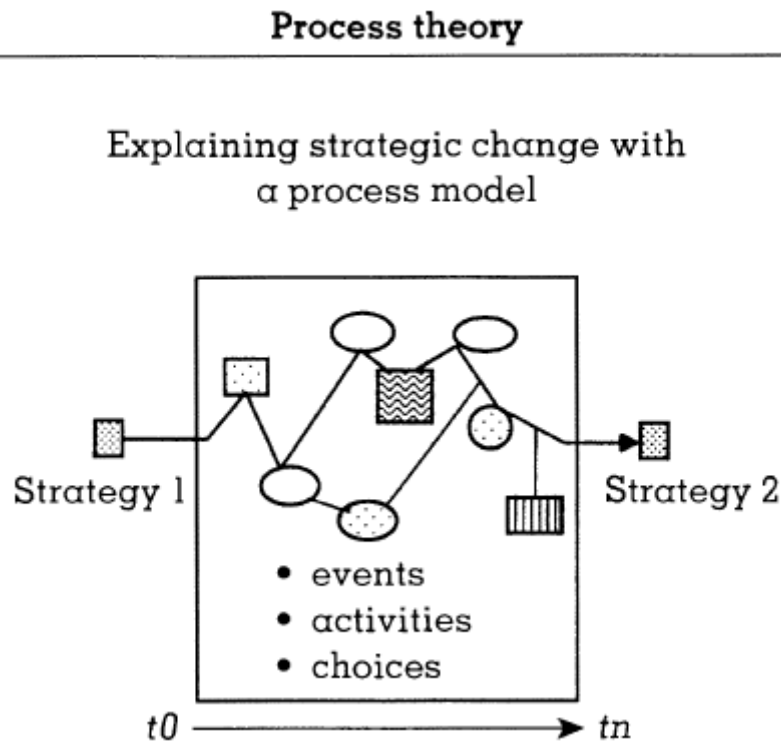 Process theory
Explaining strategic change with
a process model
Strategy 1
Strategy 2
• events
• activities
• choices
t0
tn